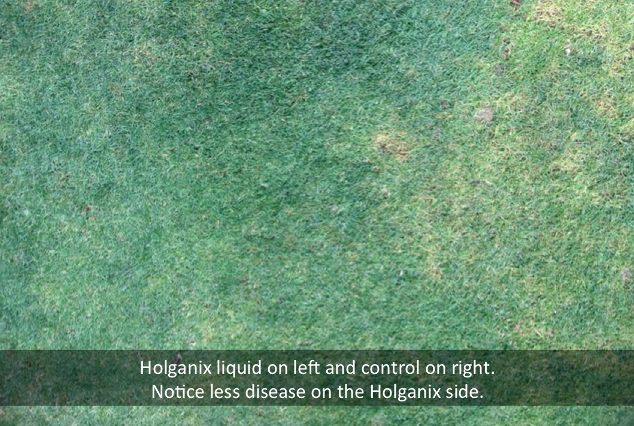 Holganix liquid on left and control on right.
Notice less disease on the Holganix side.